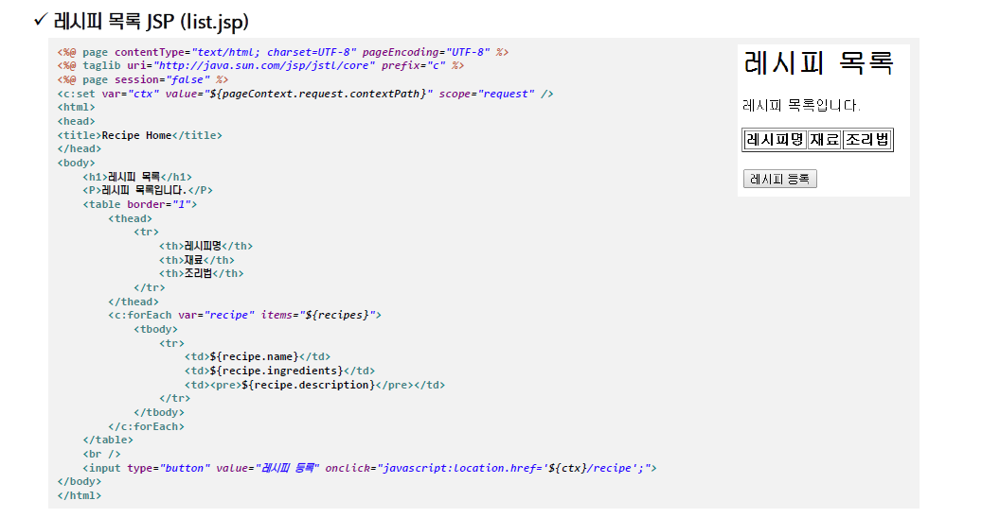 ✓ 레시피 목록 JSP (list.jsp)
<%@ page contentType="text/html; charset=UTF-8" pageEncoding="UTF-8" %>
<%@ taglib uri="http://java.sun.com/jsp/jstl/core" prefix="c" %>
<%@ page session="false" %>
<c:set var="ctx" value="${pageContext.request.contextPath}" scope="request" />
<html>
<head>
<title>Recipe Home</title>
</head>
<body>
    <h1>레시피 목록</h1>
    <P>레시피 목록입니다.</P>
    <table border="1">
        <thead>
            <tr>
                <th>레시피명</th>
                <th>재료</th>
                <th>조리법</th>
            </tr>
        </thead>
        <c:forEach var="recipe" items="${recipes}">
            <tbody>
                <tr>
                    <td>${recipe.name}</td>
                    <td>${recipe.ingredients}</td>
                    <td><pre>${recipe.description}</pre></td>
                </tr>
            </tbody>
        </c:forEach>
    </table>
    <br />
    <input type="button" value="레시피 등록" onclick="javascript:location.href='${ctx}/recipe';">
</body>
</html>
레시피 목록
레시피 목록입니다.
레시피명 재료 조리법
레시피 등록